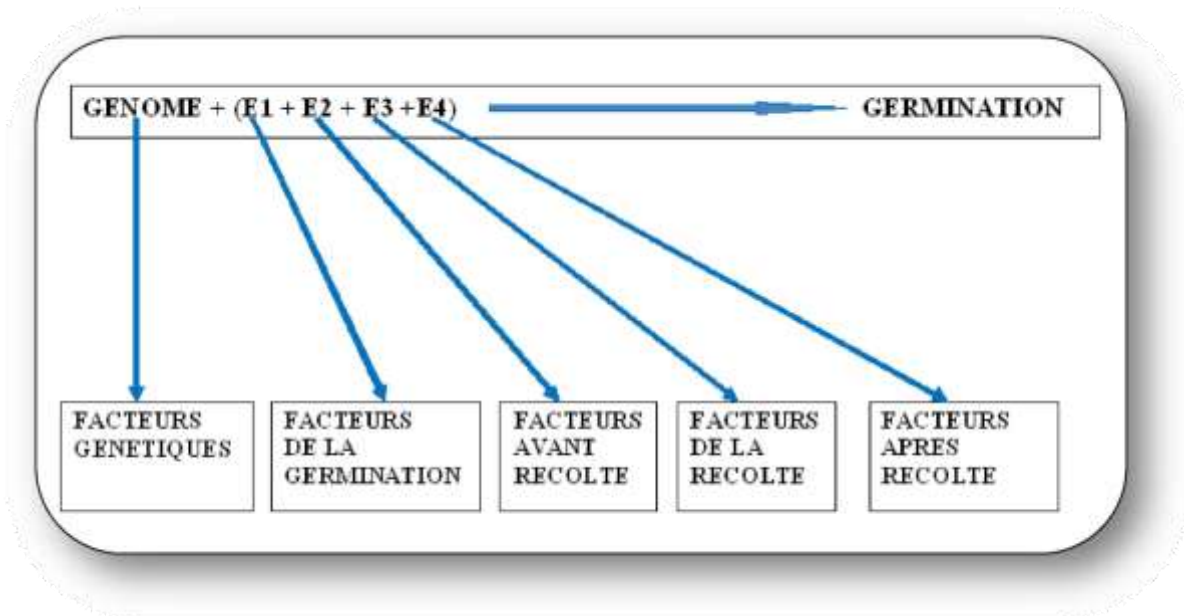 GENOME + (E1 + E2 + E3 +E4) GERMINATION
FACTEURS
GENETIQUES
FACTEURS
DE LA
GERMINATION
FACTEURS
AVANT
RECOLTE
FACTEURS
DE LA
RECOLTE
FACTEURS
APRES
RECOLTE